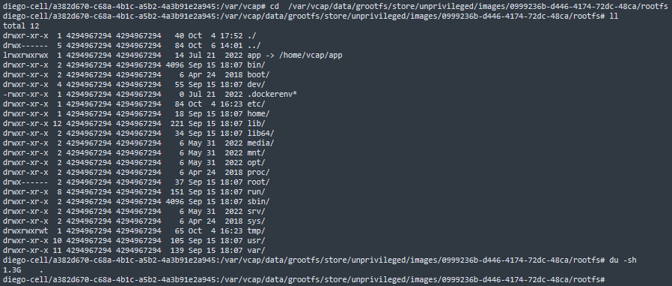 diego-cell/a382d670-c68a-4b1c-a5b2-4a3b91e2a945:/var/vcap# cd  /var/vcap/data/grootfs/store/unprivileged/images/0999236b-d446-4174-72dc-48ca/rootfs
diego-cell/a382d670-c68a-4b1c-a5b2-4a3b91e2a945:/var/vcap/data/grootfs/store/unprivileged/images/0999236b-d446-4174-72dc-48ca/rootfs# ll
total 12
drwxr-xr-x  1 4294967294 4294967294   40 Oct  4 17:52 ./
drwx------  5 4294967294 4294967294   84 Oct  6 14:01 ../
lrwxrwxrwx  1 4294967294 4294967294   14 Jul 21  2022 app -> /home/vcap/app
drwxr-xr-x  2 4294967294 4294967294 4096 Sep 15 18:07 bin/
drwxr-xr-x  2 4294967294 4294967294    6 Apr 24  2018 boot/
drwxr-xr-x  4 4294967294 4294967294   55 Sep 15 18:07 dev/
-rwxr-xr-x  1 4294967294 4294967294    0 Jul 21  2022 .dockerenv*
drwxr-xr-x  1 4294967294 4294967294   84 Oct  4 16:23 etc/
drwxr-xr-x  1 4294967294 4294967294   18 Sep 15 18:07 home/
drwxr-xr-x 12 4294967294 4294967294  221 Sep 15 18:07 lib/
drwxr-xr-x  2 4294967294 4294967294   34 Sep 15 18:07 lib64/
drwxr-xr-x  2 4294967294 4294967294    6 May 31  2022 media/
drwxr-xr-x  2 4294967294 4294967294    6 May 31  2022 mnt/
drwxr-xr-x  2 4294967294 4294967294    6 May 31  2022 opt/
drwxr-xr-x  2 4294967294 4294967294    6 Apr 24  2018 proc/
drwx------  2 4294967294 4294967294   37 Sep 15 18:07 root/
drwxr-xr-x  8 4294967294 4294967294  151 Sep 15 18:07 run/
drwxr-xr-x  2 4294967294 4294967294 4096 Sep 15 18:07 sbin/
drwxr-xr-x  2 4294967294 4294967294    6 May 31  2022 srv/
drwxr-xr-x  2 4294967294 4294967294    6 Apr 24  2018 sys/
drwxrwxrwt  1 4294967294 4294967294   65 Oct  4 16:23 tmp/
drwxr-xr-x 10 4294967294 4294967294  105 Sep 15 18:07 usr/
drwxr-xr-x 11 4294967294 4294967294  139 Sep 15 18:07 var/
diego-cell/a382d670-c68a-4b1c-a5b2-4a3b91e2a945:/var/vcap/data/grootfs/store/unprivileged/images/0999236b-d446-4174-72dc-48ca/rootfs# du -sh
1.3G    .
diego-cell/a382d670-c68a-4b1c-a5b2-4a3b91e2a945:/var/vcap/data/grootfs/store/unprivileged/images/0999236b-d446-4174-72dc-48ca/rootfs#